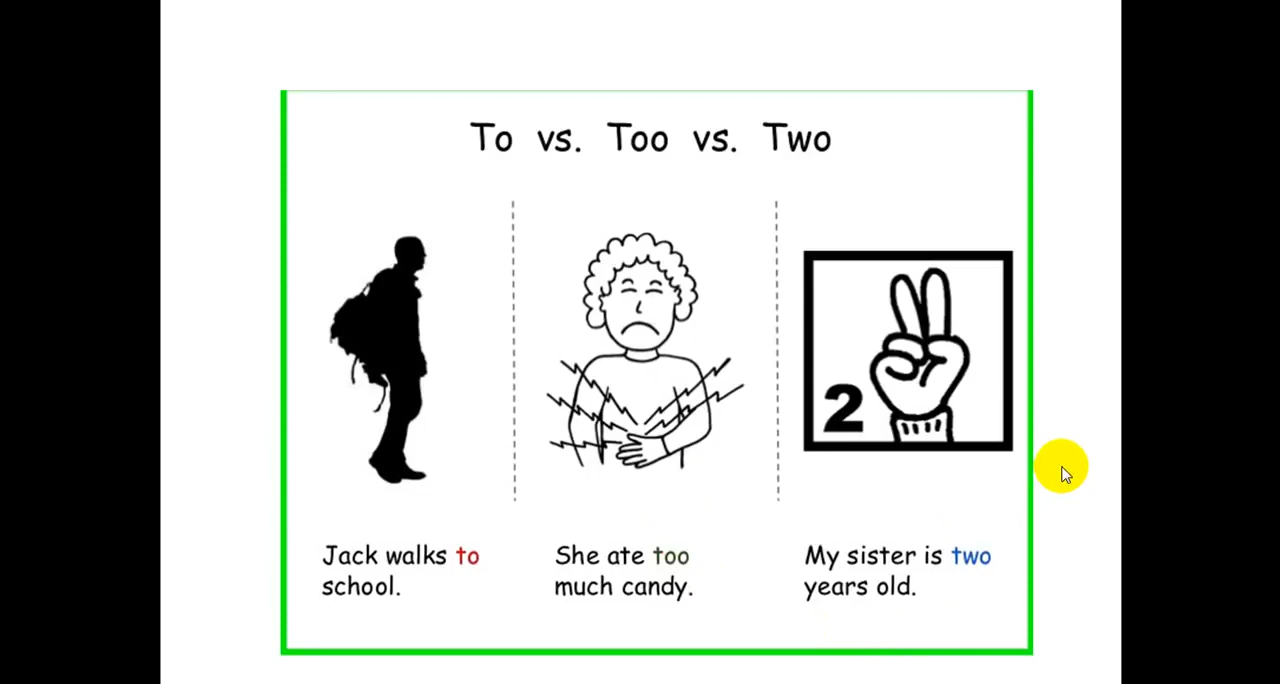 To vs. Too vs. Two
2
Jack walks to
school.
She ate too
much candy.
My sister is two
years old.